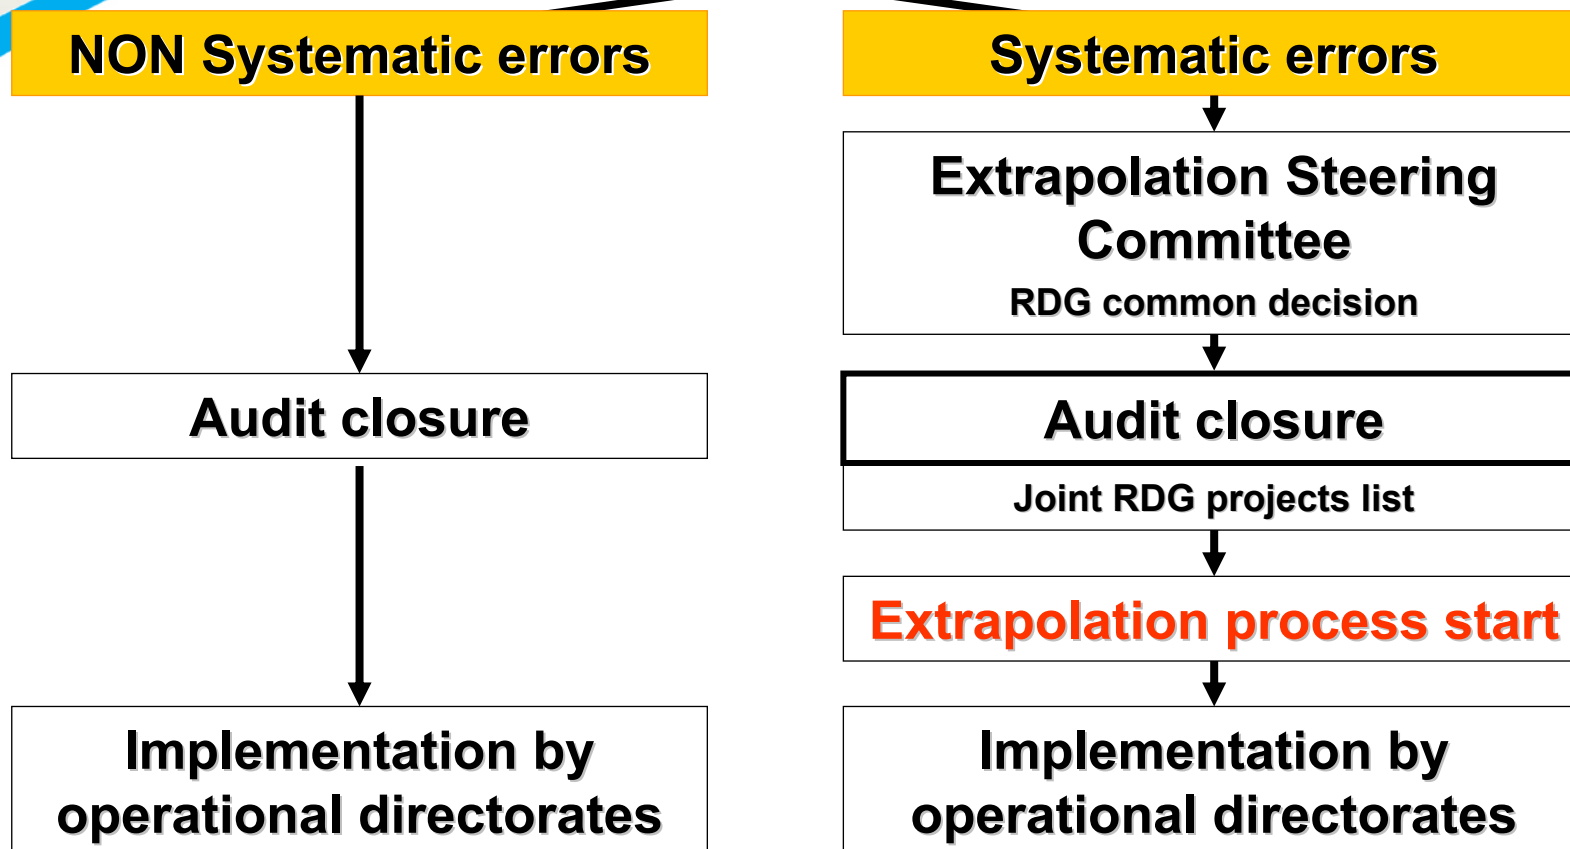 NON Systematic errors
Audit closure
Implementation by
operational directorates
Systematic errors
Extrapolation Steering
Committee
RDG common decision
Audit closure
Joint RDG projects list
Extrapolation process start
Implementation by
operational directorates